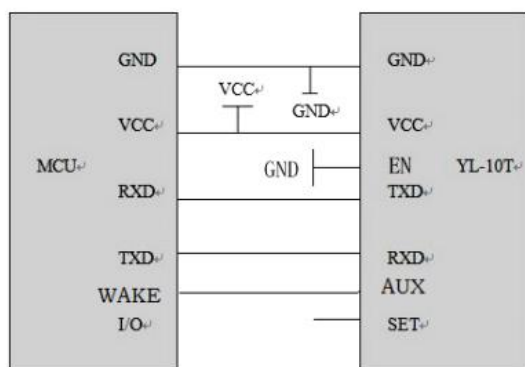 GND
GND
VCC
GND
VCC
VCC
MCU
GND
EN
YL-10T
RXD
TXD
TXD
RXD
WAKE
AUX
I/O
SET